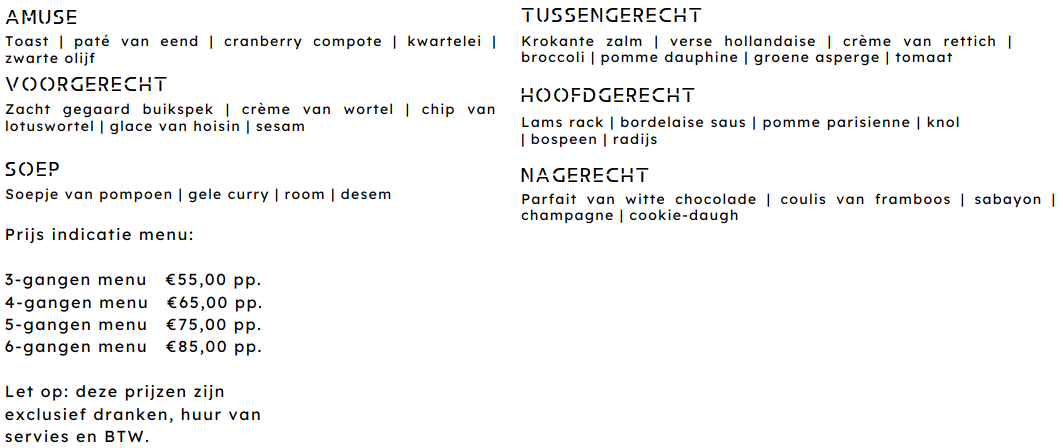 AMUSE
Toast | paté van eend | cranberry compote | kwartelei |
zwarte olijf
VOORGERECHT
Zacht gegaard buikspek | crème van wortel | chip van
lotuswortel | glace van hoisin | sesam
SOEP
Soepje van pompoen | gele curry | room | desem
Prijs indicatie menu:
3-gangen menu €55,00 pp.
4-gangen menu €65,00 pp.
5-gangen menu €75,00 pp.
6-gangen menu €85,00 pp.
Let op: deze prijzen zijn
exclusief dranken, huur van
servies en BTW.
TUSSENGERECHT
Krokante zalm | verse hollandaise | crème van rettich |
broccoli | pomme dauphine | groene asperge | tomaat
HOOFDGERECHT
Lams rack | bordelaise saus | pomme parisienne | knol
| bospeen | radijs
NAGERECHT
Parfait van witte chocolade | coulis van framboos | sabayon |
champagne | cookie-daugh